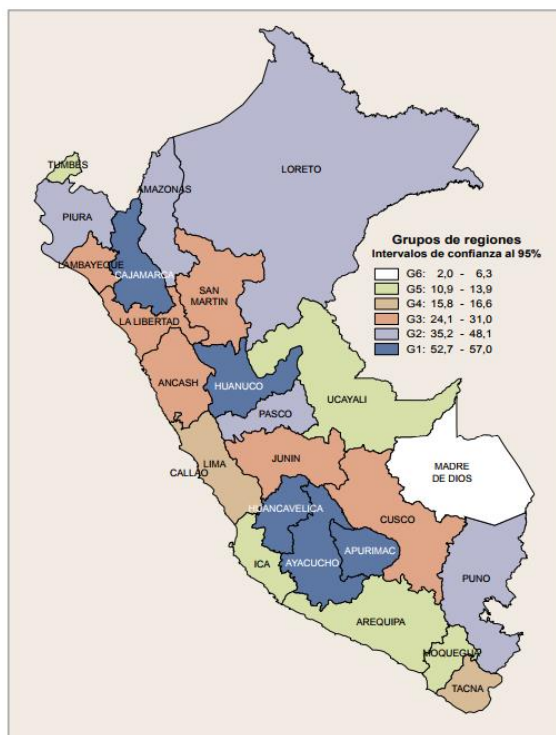 LORETO
TUMBES
AMAZONAS
PIURA
LAMBAYEQUE
CAJAMARCA
SAN
MARTIN
LA LIBERTAD
Grupos de regiones
Intervalos de confianza al 95%
G6: 2,0 - 6,3
G5: 10,9 - 13,9
G4: 15,8 - 16,6
G3: 24,1 - 31,0
G2: 35,2 - 48,1
G1: 52,7 - 57,0
ANCASH
HUANUCO
UCAYALI
PASCO
LIMA
CALLAO
JUNIN
MADRE
DE DIOS
HUANCAVELICA
CUSCO
ICA
AYACUCHO
APURIMAC
PUNO
AREQUIPA
MOQUEGUA
TACNA